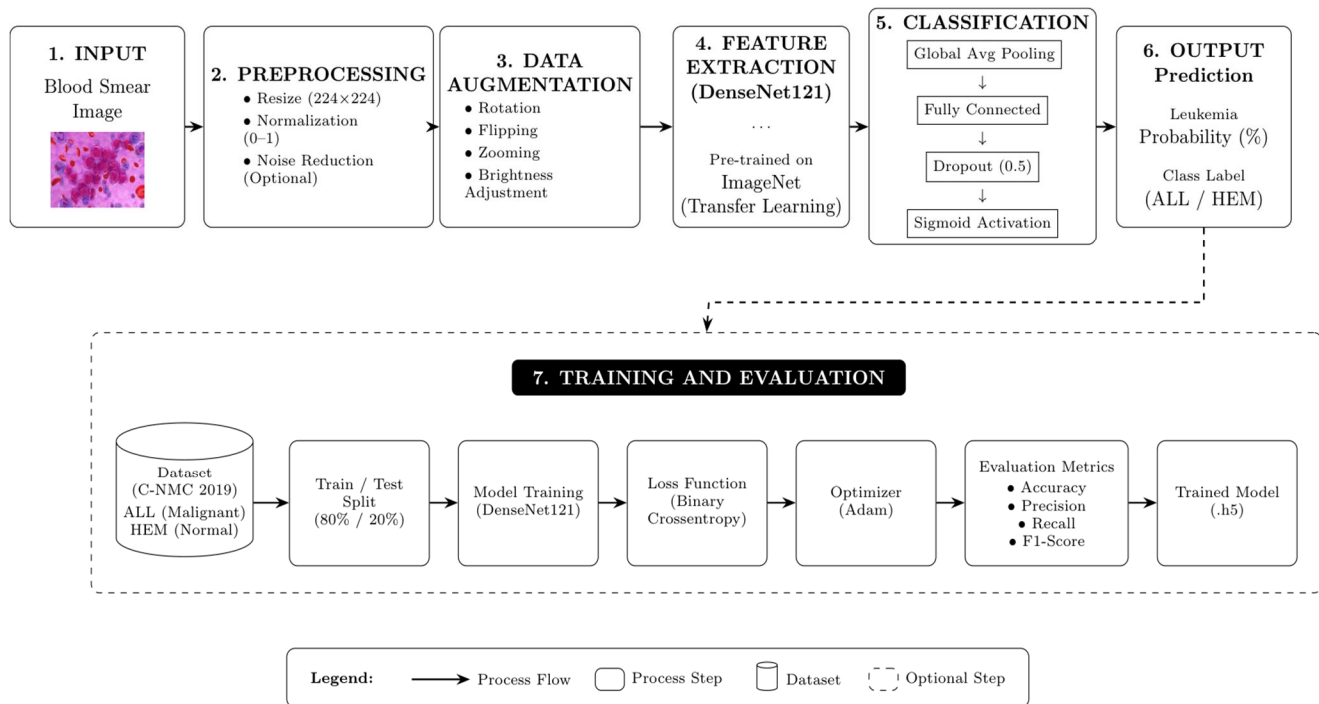 1. INPUT
Blood Smear
Image
2. PREPROCESSING
• Resize (224×224)
• Normalization
(0–1)
• Noise Reduction
(Optional)
3. DATA
AUGMENTATION
• Rotation
• Flipping
• Zooming
• Brightness
Adjustment
4. FEATURE
EXTRACTION
(DenseNet121)
...
Pre-trained on
ImageNet
(Transfer Learning)
5. CLASSIFICATION
Global Avg Pooling
↓
Fully Connected
↓
Dropout (0.5)
↓
Sigmoid Activation
6. OUTPUT
Prediction
Leukemia
Probability (%)
Class Label
(ALL / HEM)
7. TRAINING AND EVALUATION
Dataset
(C-NMC 2019)
ALL (Malignant)
HEM (Normal)
Train / Test
Split
(80% / 20%)
Model Training
(DenseNet121)
Loss Function
(Binary
Crossentropy)
Optimizer
(Adam)
Evaluation Metrics
• Accuracy
• Precision
• Recall
• F1-Score
Trained Model
(.h5)
Legend:
Process Flow
Process Step
Dataset
Optional Step